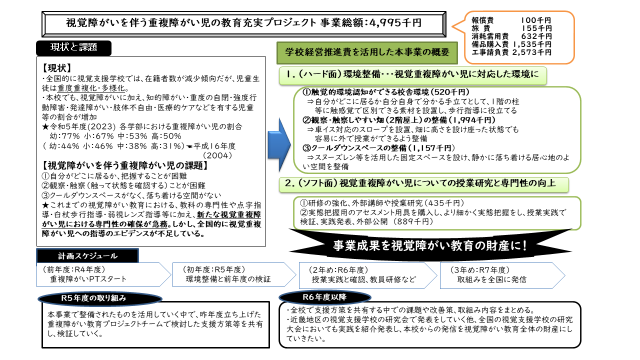 視覚障がいを伴う重複障がい児の教育充実プロジェクト 事業総額:4,995千円
報償費 100千円
旅 費 155千円
消耗需用費 632千円
備品購入費 1,535千円
工事請負費 2,573千円
現状と課題
【現状】
・全国的に視覚支援学校では、在籍者数が減少傾向だが、児童生
徒は重度重複化・多様化。
・本校でも、視覚障がいに加え、知的障がい・重度の自閉・強度行
動障害・発達障がい・肢体不自由・医療的ケアなどを有する児童
等の割合が増加
★令和5年度(2023)各学部における重複障がい児の割合
幼:77% 小:67% 中:53% 高:50%
(幼:44% 小:46% 中:38% 高:31%)☚平成16年度
(2004)
【視覚障がいを伴う重複障がい児の課題】
①自分がどこに居るか、把握することが困難
②観察・触察(触って状態を確認する)ことが困難
③クールダウンスペースがなく、落ち着ける空間がない
★これまでの視覚障がい教育における、教科の専門性や点字指
導・白杖歩行指導・弱視レンズ指導等に加え、新たな視覚重複障
がい児における専門性の確保が急務。しかし、全国的に視覚重複
障がい児への指導のエビデンスが不足している。
学校経営推進費を活用した本事業の概要
1.(ハード面)環境整備・・・視覚重複障がい児に対応した環境に
①触覚的環境認知ができる校舎環境(520千円)
⇒自分がどこに居るか自分自身で分かる手立てとして、1階の柱
等に触感覚で区別できる素材を設置し、歩行指導に役立てる
②観察・触察しやすい畑(2階屋上)の整備(1,994千円)
⇒車イス対応のスロープを設置、畑に高さを設け座った状態でも
容易に外で授業ができるよう整備
③クールダウンスペースの整備(1,157千円)
⇒スヌーズレン等を活用した固定スペースを設け、静かに落ち着ける居心地のよ
い空間を整備
2.(ソフト面)視覚重複障がい児についての授業研究と専門性の向上
①研修の強化、外部講師や授業研究(435千円)
②実態把握用のアセスメント用具を購入し、より細かく実態把握をし、授業実践で
検証、実践発表、外部公開 (889千円)
事業成果を視覚障がい教育の財産に!
計画スケジュール
(前年度:R4年度)
重複障がいPTスタート
(初年度:R5年度)
環境整備と前年度の検証
(2年め:R6年度)
授業実践と確認、教員研修など
(3年め:R7年度)
取組みを全国に発信
R5年度の取り組み
本事業で整備されたものを活用していく中で、昨年度立ち上げた
重複障がい教育プロジェクトチームで検討した支援方策等を共有
し、検証していく。
R6年度以降
・全校で支援方策を共有する中での課題や改善策、取組み内容をまとめる。
・近畿地区の視覚支援学校の研究会で発表をしていく他、全国の視覚支援学校の研究
大会においても実践を紹介発表し、本校からの発信を視覚障がい教育全体の財産にし
ていきたい。